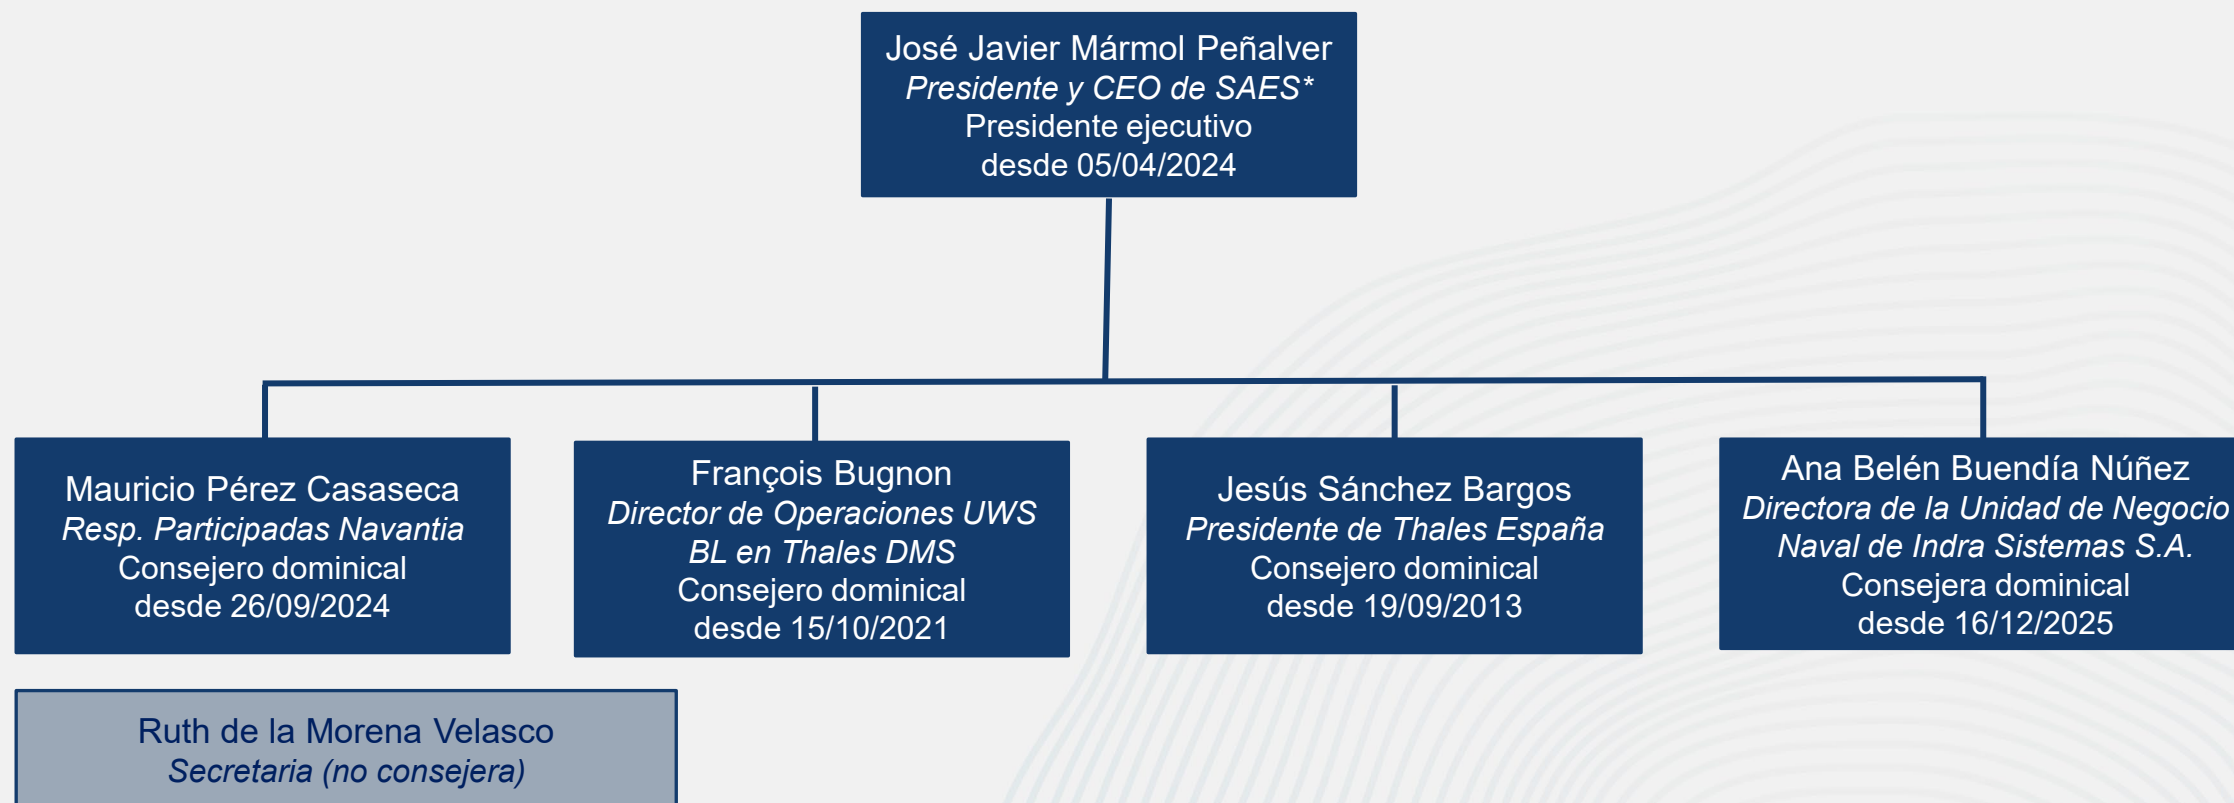 José Javier Mármol Peñalver
Presidente y CEO de SAES*
Presidente ejecutivo
desde 05/04/2024
Mauricio Pérez Casaseca
Resp. Participadas Navantia
Consejero dominical
desde 26/09/2024
François Bugnon
Director de Operaciones UWS
BL en Thales DMS
Consejero dominical
desde 15/10/2021
Jesús Sánchez Bargos
Presidente de Thales España
Consejero dominical
desde 19/09/2013
Ana Belén Buendía Núñez
Directora de la Unidad de Negocio
Naval de Indra Sistemas S.A.
Consejera dominical
desde 16/12/2025
Ruth de la Morena Velasco
Secretaria (no consejera)